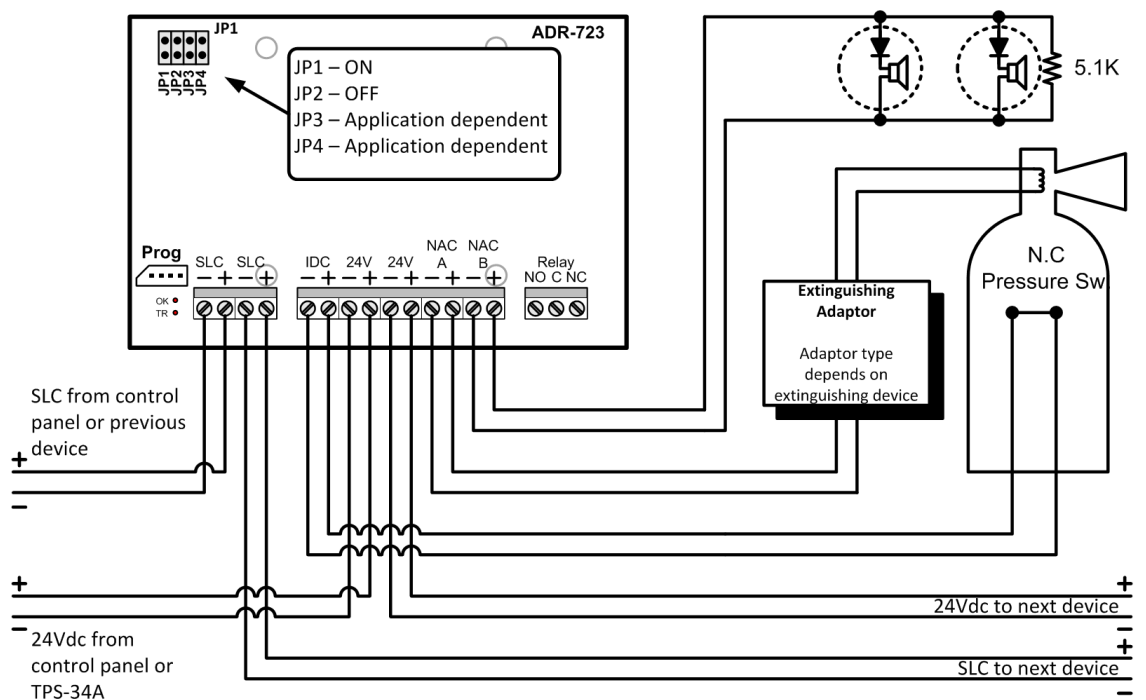 JP1
ADR-723
JP1 JP2 JP3 JP4
JP1 – ON
JP2 – OFF
JP3 – Application dependent
JP4 – Application dependent
5.1K
Prog
SLC SLC IDC 24V 24V NAC A NAC B Relay
− + − + − + − + − + − + − + NO C NC
OK
TR
N.C
Pressure Sw.
Extinguishing
Adaptor
Adaptor type
depends on
extinguishing device
SLC from control
panel or previous
device
+
−
+
−
24Vdc from
control panel or
TPS-34A
+
24Vdc to next device
−
+
SLC to next device
−